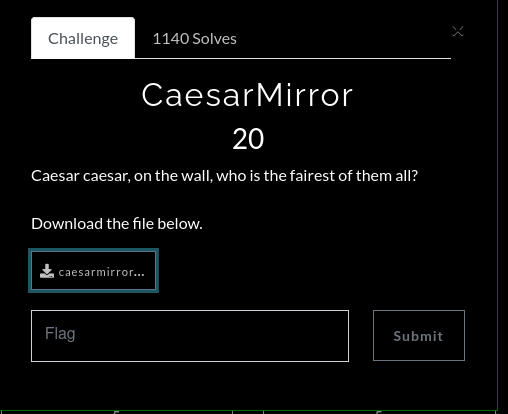 Challenge
1140 Solves
CaesarMirror
20
Caesar caesar, on the wall, who is the fairest of them all?
Download the file below.
caesarmirror...
Flag
Submit